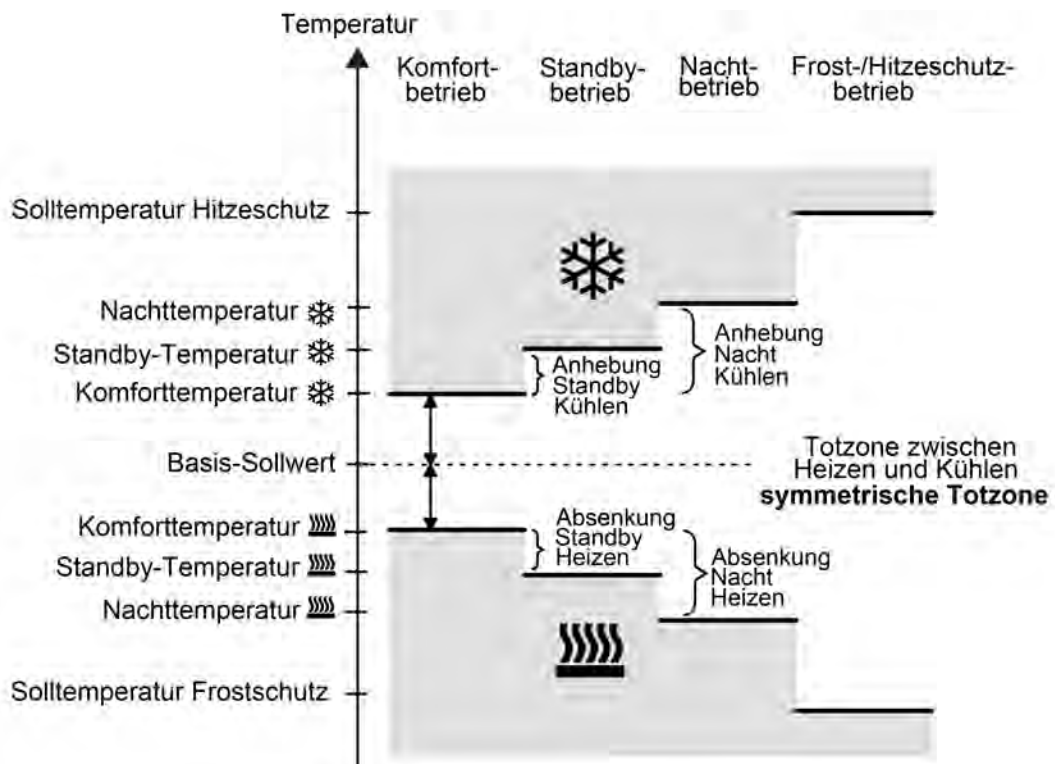 Temperatur
Komfort-
betrieb
Standby-
betrieb
Nacht-
betrieb
Frost-/Hitzeschutz-
betrieb
Solltemperatur Hitzeschutz
Nachttemperatur
Standby-Temperatur
Komforttemperatur
Anhebung
Standby
Kühlen
Anhebung
Nacht
Kühlen
Basis-Sollwert
Totzone zwischen
Heizen und Kühlen
symmetrische Totzone
Komforttemperatur
Standby-Temperatur
Nachttemperatur
Absenkung
Standby
Heizen
Absenkung
Nacht
Heizen
Solltemperatur Frostschutz